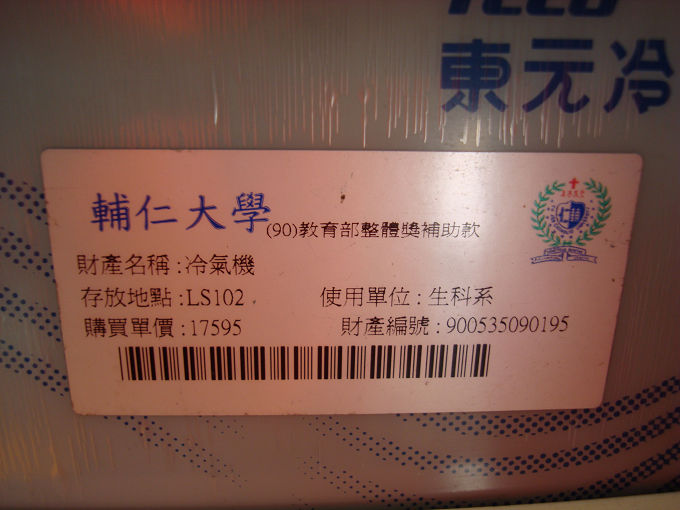 TECO
東元冷
輔仁大學 (90)教育部整體獎補助款
財產名稱:冷氣機
存放地點:LS102 使用單位:生科系
購買單價:17595 財產編號:900535090195